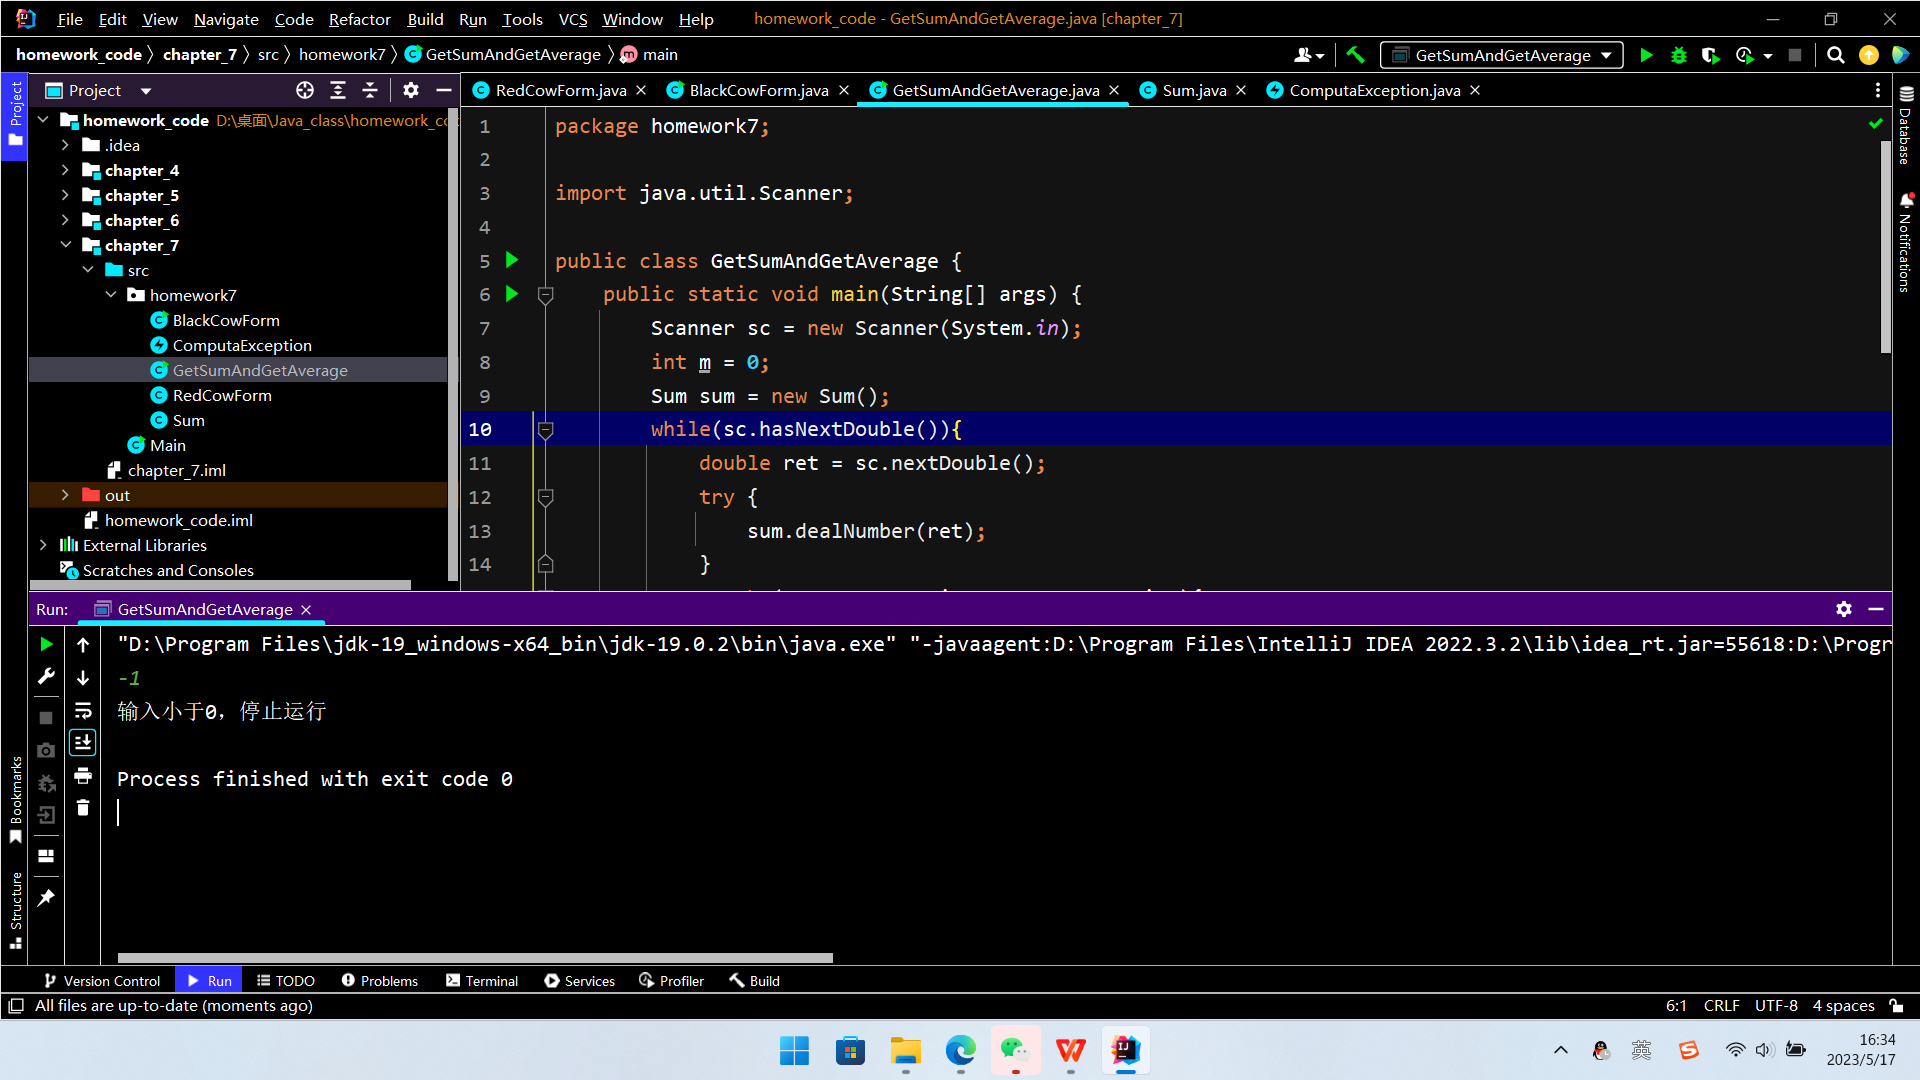 File Edit View Navigate Code Refactor Build Run Tools VCS Window Help homework_code - GetSumAndGetAverage.java [chapter_7]
homework_code chapter_7 src homework7 GetSumAndGetAverage main GetSumAndGetAverage
Project
RedCowForm.java BlackCowForm.java GetSumAndGetAverage.java Sum.java ComputaException.java
Project
homework_code D:\桌面\Java_class\homework_co
.idea
chapter_4
chapter_5
chapter_6
chapter_7
src
homework7
BlackCowForm
ComputaException
GetSumAndGetAverage
RedCowForm
Sum
Main
chapter_7.iml
out
homework_code.iml
External Libraries
Scratches and Consoles
1 package homework7;
2
3 import java.util.Scanner;
4
5 public class GetSumAndGetAverage {
6 public static void main(String[] args) {
7 Scanner sc = new Scanner(System.in);
8 int m = 0;
9 Sum sum = new Sum();
10 while(sc.hasNextDouble()){
11 double ret = sc.nextDouble();
12 try {
13 sum.dealNumber(ret);
14 }
Database
Notifications
Run: GetSumAndGetAverage
"D:\Program Files\jdk-19_windows-x64_bin\jdk-19.0.2\bin\java.exe" "-javaagent:D:\Program Files\IntelliJ IDEA 2022.3.2\lib\idea_rt.jar=55618:D:\Progr
-1
输入小于0，停止运行
Process finished with exit code 0
Bookmarks
Structure
Version Control Run TODO Problems Terminal Services Profiler Build
All files are up-to-date (moments ago) 6:1 CRLF UTF-8 4 spaces
英 16:34
2023/5/17